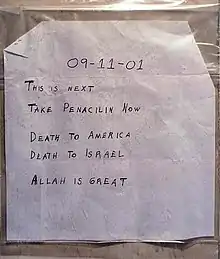 09-11-01
THIS IS NEXT
TAKE PENACILIN NOW
DEATH TO AMERICA
DEATH TO ISRAEL
ALLAH IS GREAT